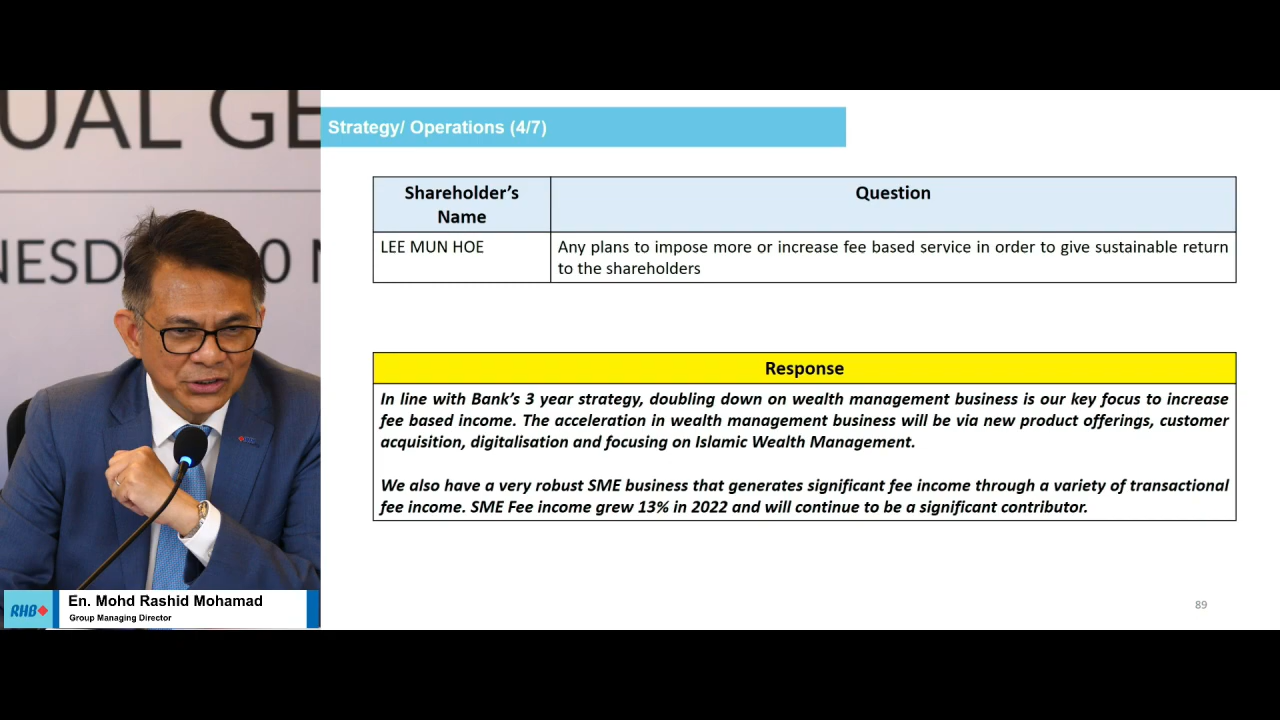 UAL GE
NESD 0
Strategy/ Operations (4/7)
Shareholder’s
Name
Question
LEE MUN HOE
Any plans to impose more or increase fee based service in order to give sustainable return
to the shareholders
Response
In line with Bank’s 3 year strategy, doubling down on wealth management business is our key focus to increase
fee based income. The acceleration in wealth management business will be via new product offerings, customer
acquisition, digitalisation and focusing on Islamic Wealth Management.
We also have a very robust SME business that generates significant fee income through a variety of transactional
fee income. SME Fee income grew 13% in 2022 and will continue to be a significant contributor.
RHB
En. Mohd Rashid Mohamad
Group Managing Director
89